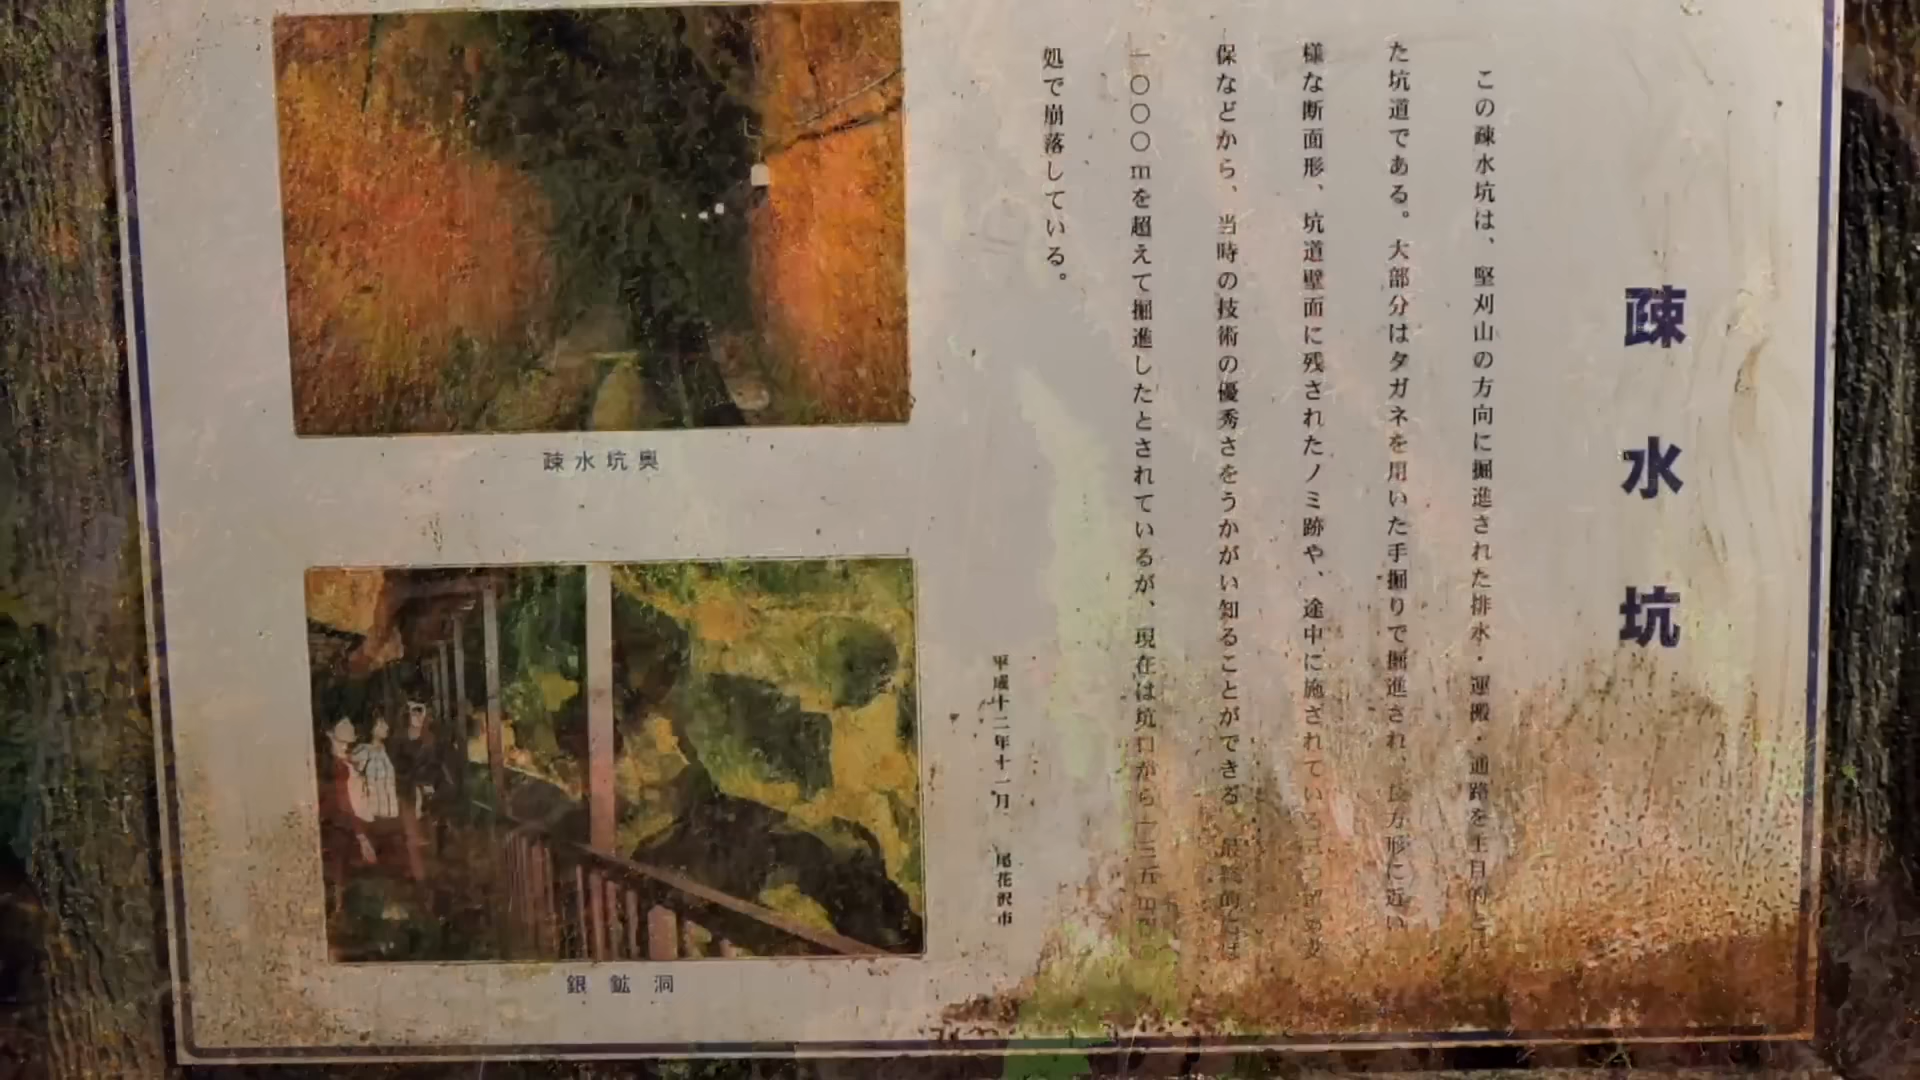 疎水坑
この疎水坑は、堅刈山の方向に掘進された排水・運搬・通路を主目的とし
た坑道である。大部分はタガネを用いた手掘りで掘進され、長方形に近い
様な断面形、坑道壁面に残されたノミ跡や、途中に施されている
保などから、当時の技術の優秀さをうかがい知ることができる。最終的には
一〇〇〇mを超えて掘進したとされているが、現在は坑口から
処で崩落している。
平成十二年十一月 尾花沢市
疎水坑奥
銀鉱洞